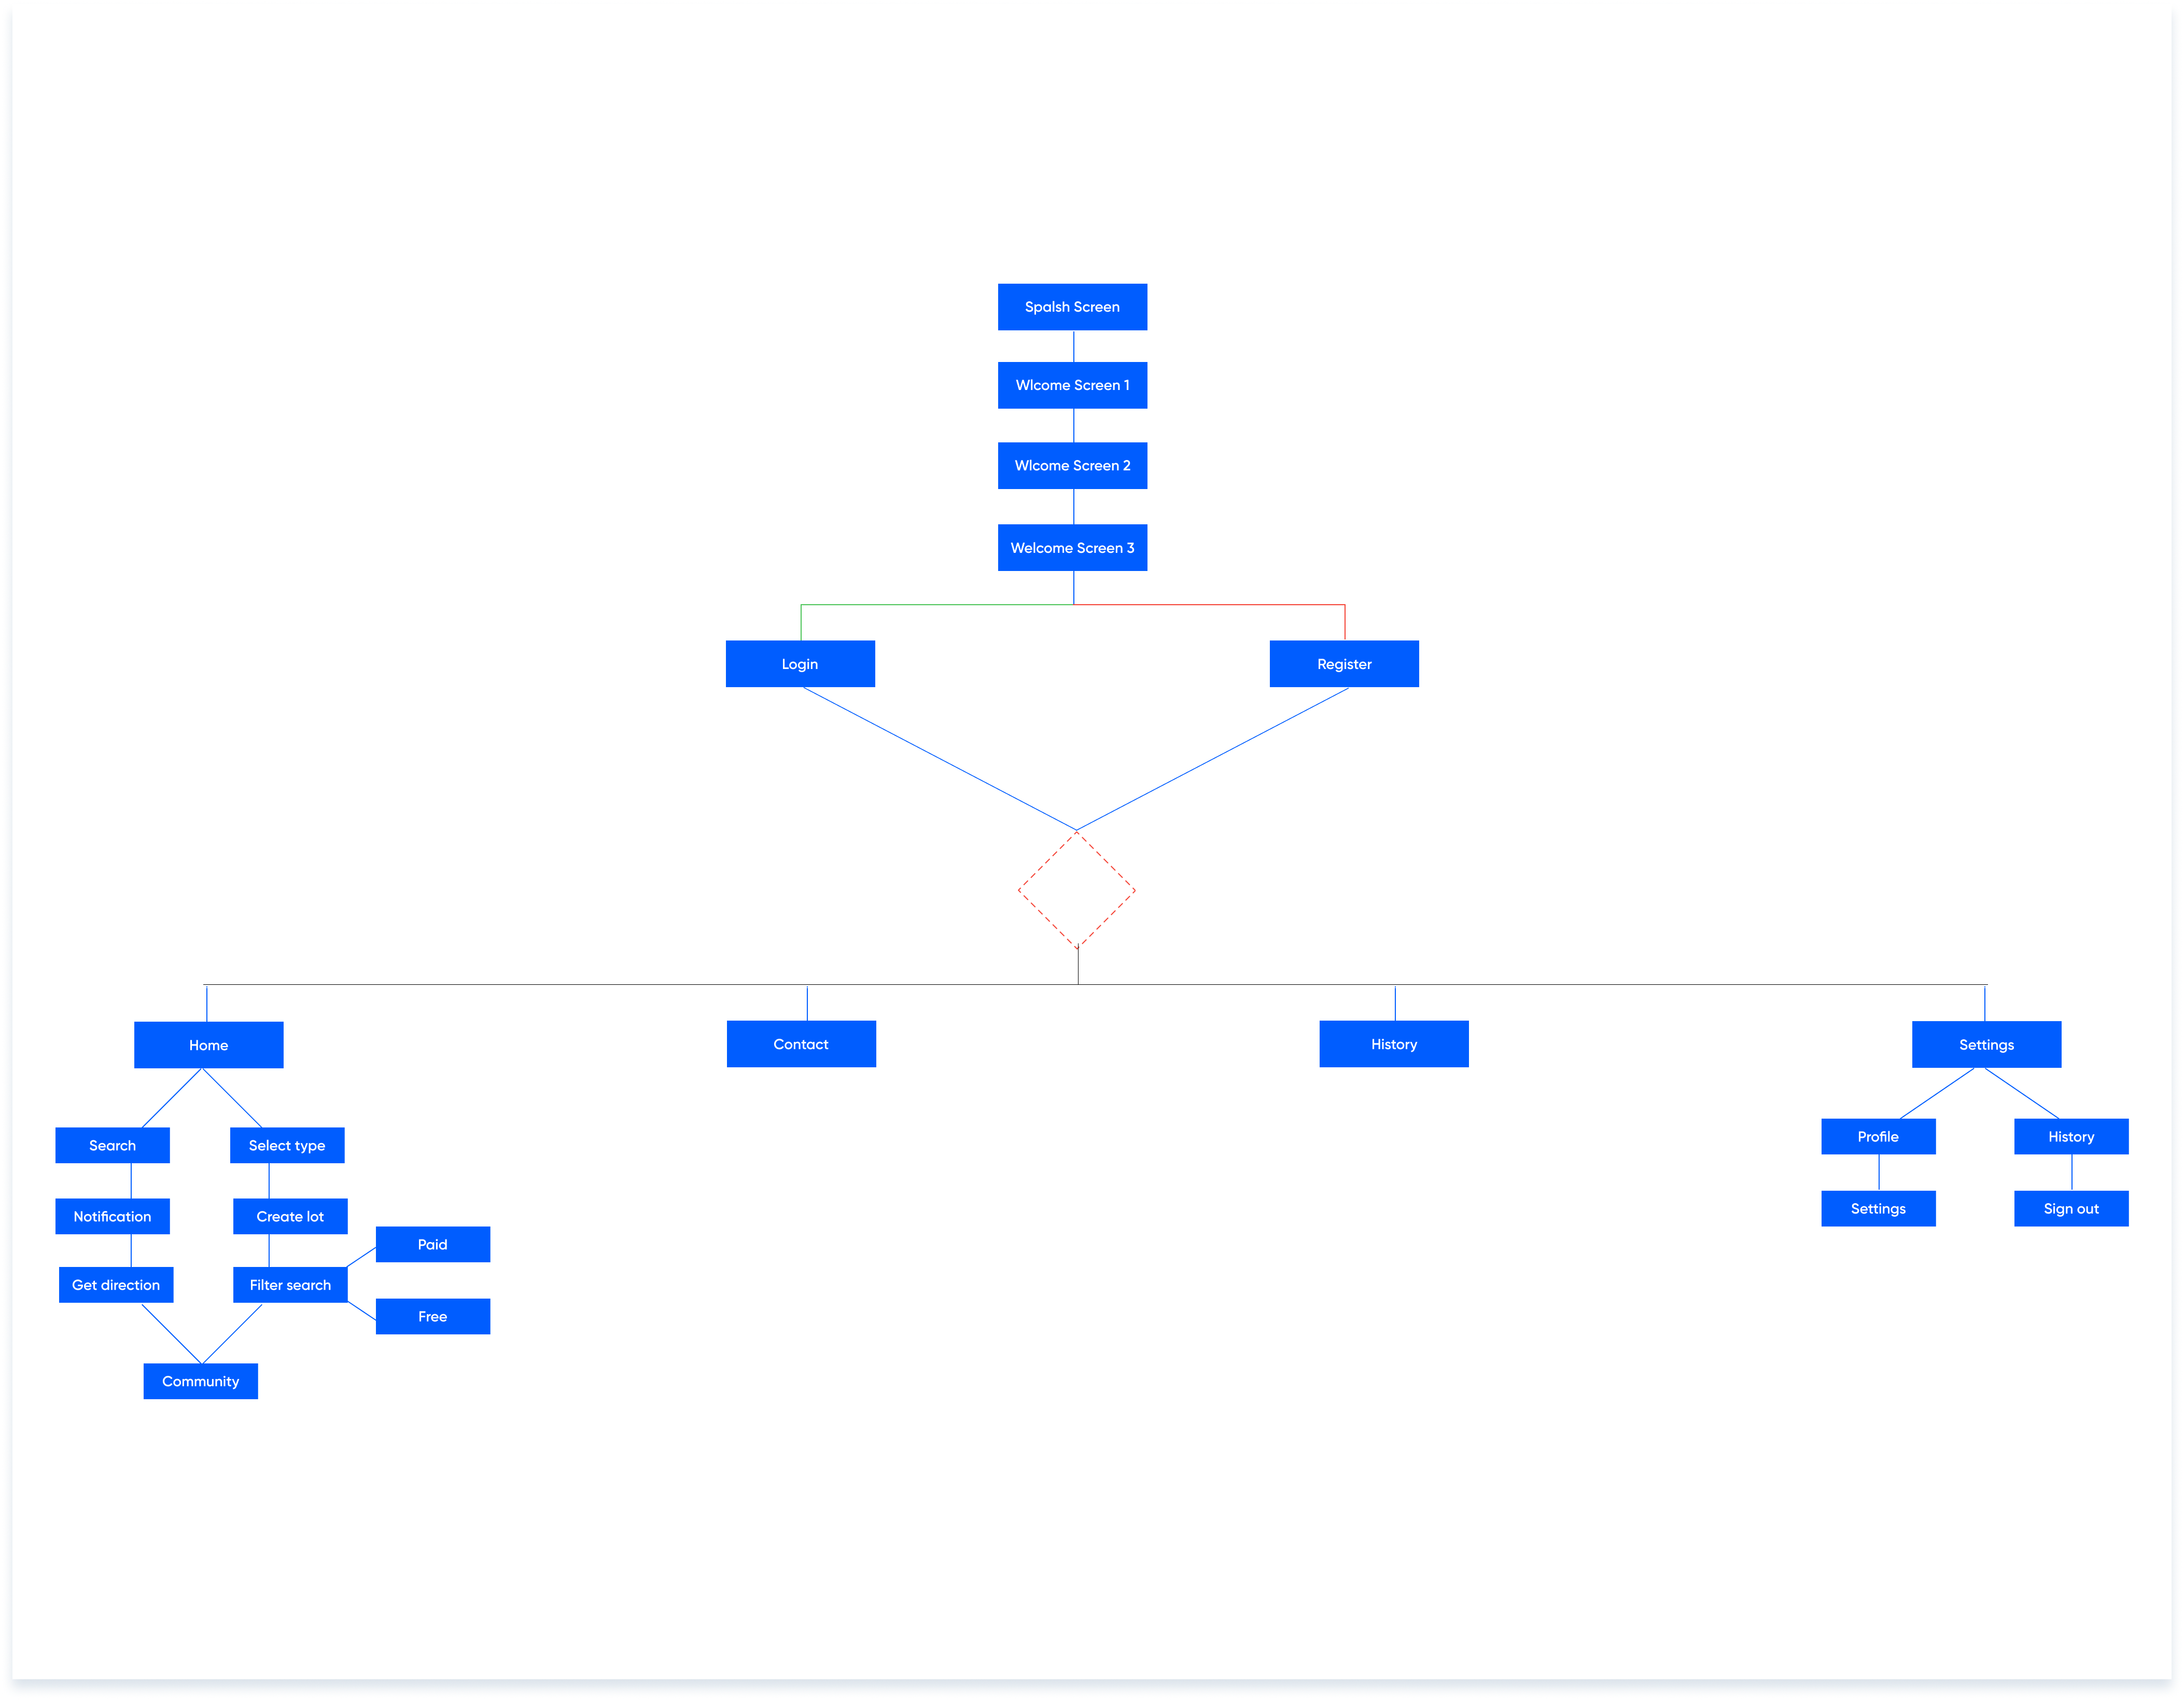 Spalsh Screen
Wlcome Screen 1
Wlcome Screen 2
Welcome Screen 3
Login
Register
Home
Contact
History
Settings
Search
Select type
Profile
History
Notification
Create lot
Settings
Sign out
Paid
Get direction
Filter search
Free
Community